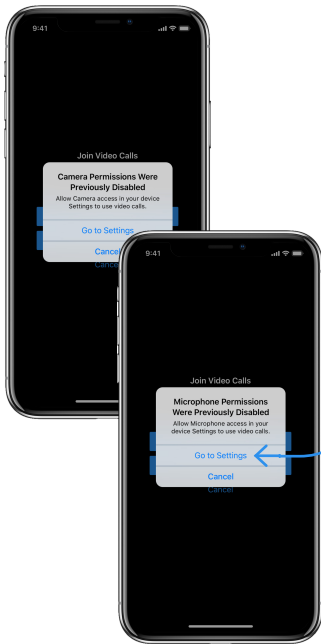 9:41
Join Video Calls
Camera Permissions Were
Previously Disabled
Allow Camera access in your device
Settings to use video calls.
Go to Settings
Cancel
Cancel
9:41
Join Video Calls
Microphone Permissions
Were Previously Disabled
Allow Microphone access in your
device Settings to use video calls.
Go to Settings
Cancel
Cancel